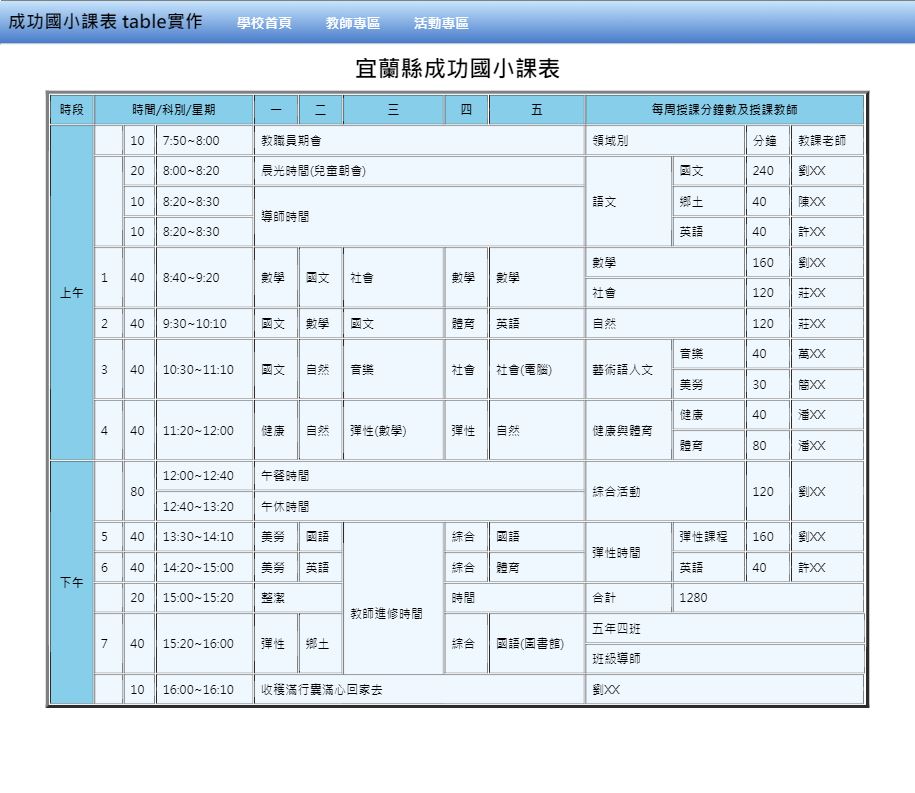 成功國小課表 table實作 學校首頁 教師專區 活動專區
宜蘭縣成功國小課表
時段 時間/科別/星期 一 二 三 四 五 每周授課分鐘數及授課教師
上午 10 7:50~8:00 教職員期會 領域別 分鐘 教課老師
20 8:00~8:20 晨光時間(兒童朝會) 語文 國文 240 劉XX
10 8:20~8:30 導師時間 鄉土 40 陳XX
10 8:20~8:30 英語 40 許XX
1 40 8:40~9:20 數學 國文 社會 數學 數學 數學 160 劉XX
社會 120 莊XX
2 40 9:30~10:10 國文 數學 國文 體育 英語 自然 120 莊XX
3 40 10:30~11:10 國文 自然 音樂 社會 社會(電腦) 藝術語人文 音樂 40 萬XX
美勞 30 簡XX
4 40 11:20~12:00 健康 自然 彈性(數學) 彈性 自然 健康與體育 健康 40 潘XX
體育 80 潘XX
下午 80 12:00~12:40 午餐時間 綜合活動 120 劉XX
12:40~13:20 午休時間
5 40 13:30~14:10 美勞 國語 教師進修時間 綜合 國語 彈性時間 彈性課程 160 劉XX
6 40 14:20~15:00 美勞 英語 綜合 體育 英語 40 許XX
20 15:00~15:20 整潔 時間 合計 1280
7 40 15:20~16:00 彈性 鄉土 綜合 國語(圖書館) 五年四班
班級導師
10 16:00~16:10 收穫滿行囊滿心回家去 劉XX